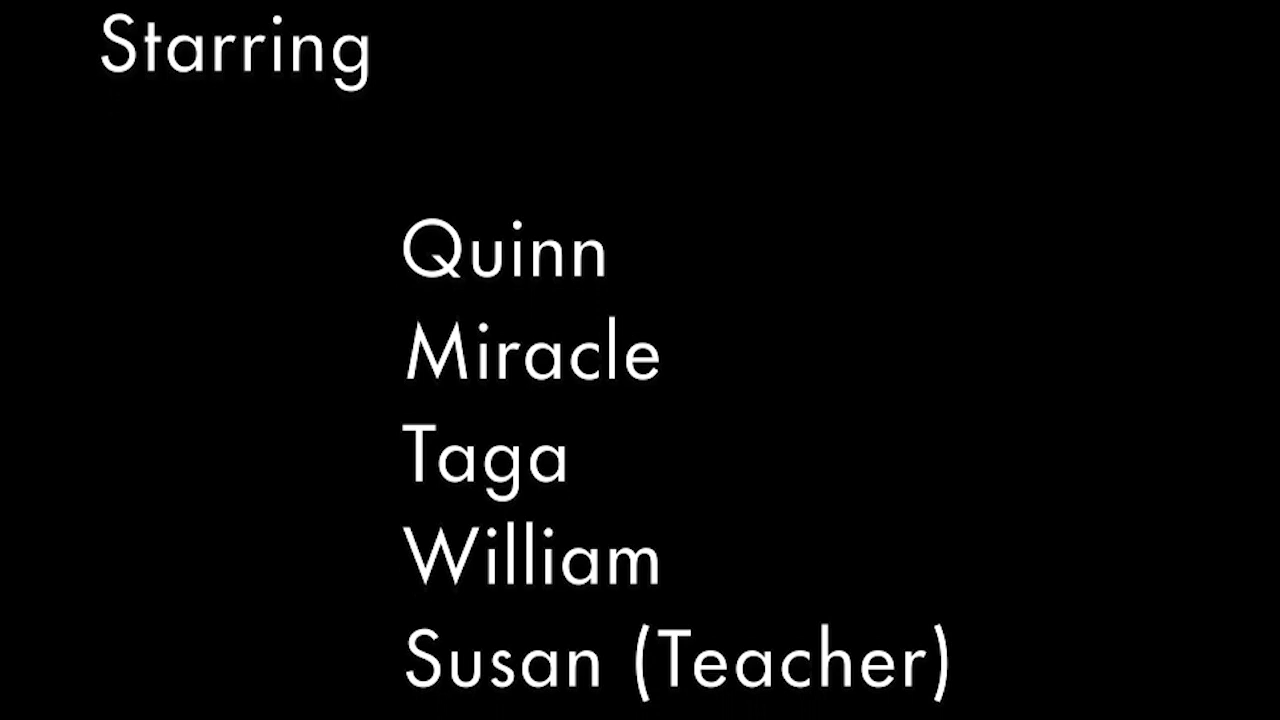 Starring
Quinn
Miracle
Taga
William
Susan (Teacher)